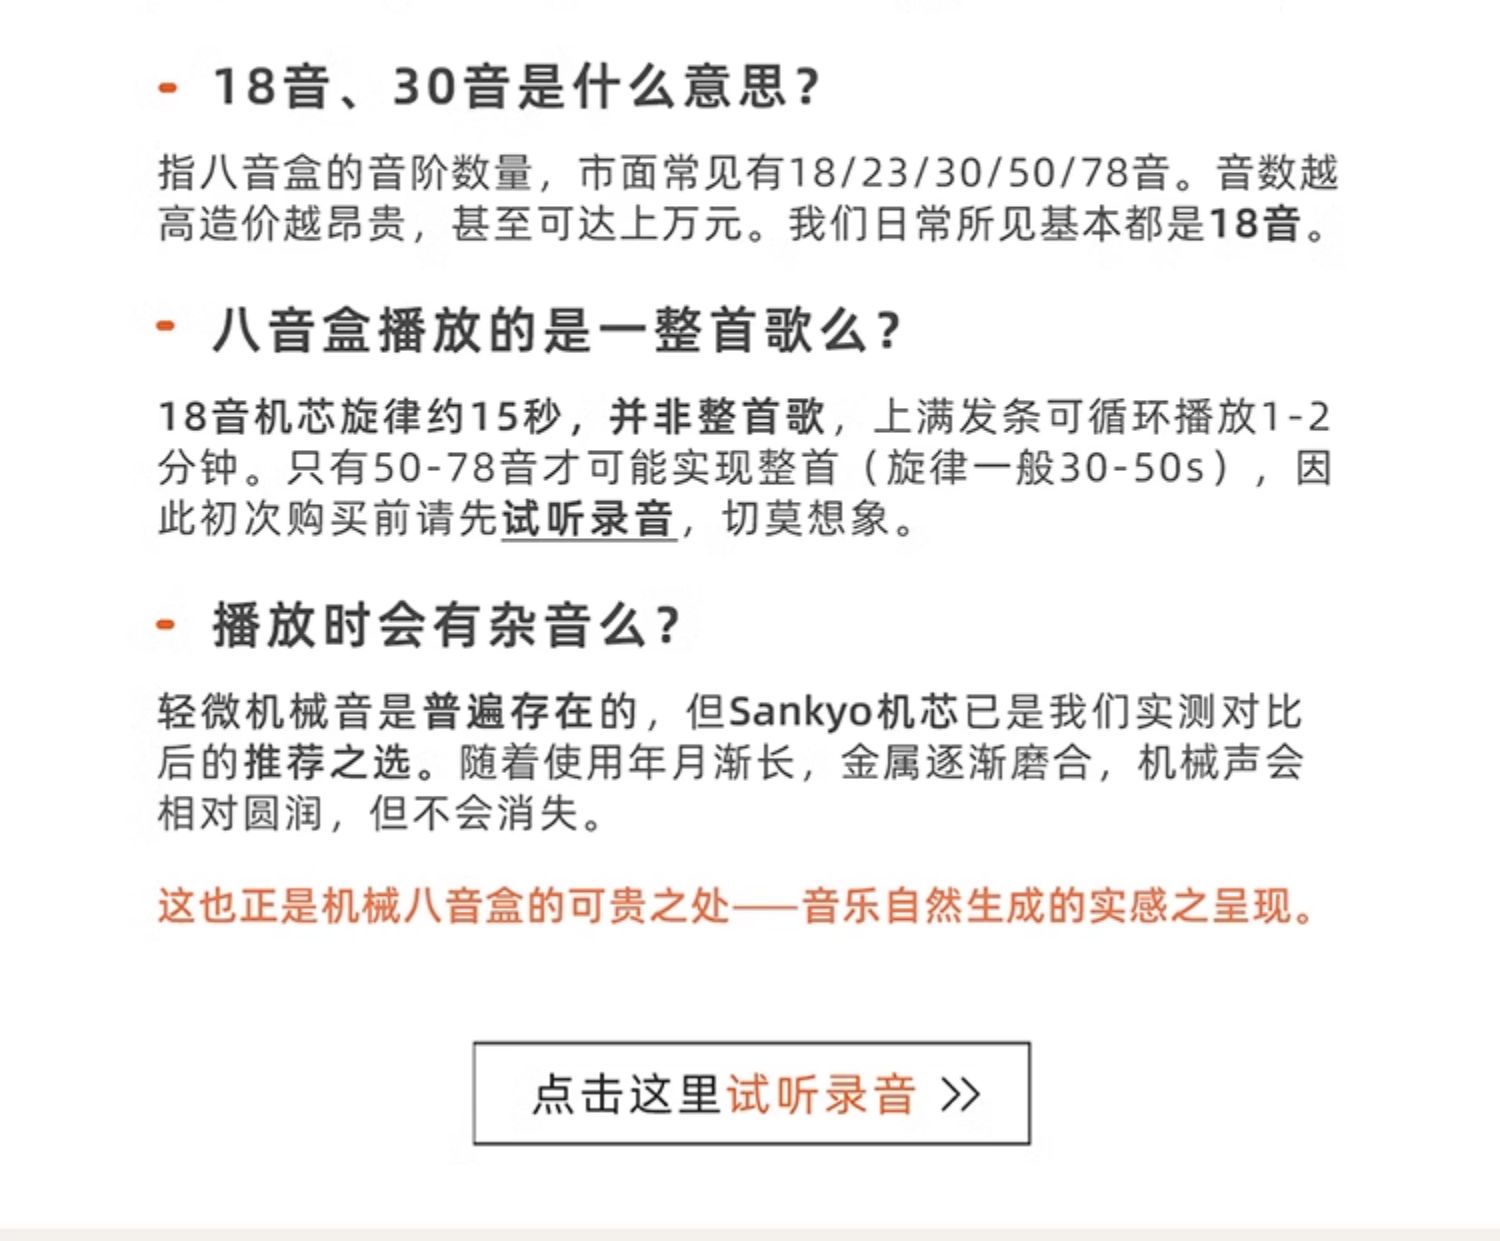 - 18音、30音是什么意思？
指八音盒的音阶数量，市面常见有18/23/30/50/78音。音数越
高造价越昂贵，甚至可达上万元。我们日常所见基本都是18音。
- 八音盒播放的是一整首歌么？
18音机芯旋律约15秒，并非整首歌，上满发条可循环播放1-2
分钟。只有50-78音才可能实现整首（旋律一般30-50s），因
此初次购买前请先试听录音，切莫想象。
- 播放时会有杂音么？
轻微机械音是普遍存在的，但Sankyo机芯已是我们实测对比
后的推荐之选。随着使用年月渐长，金属逐渐磨合，机械声会
相对圆润，但不会消失。
这也正是机械八音盒的可贵之处——音乐自然生成的实感之呈现。
点击这里试听录音 >>